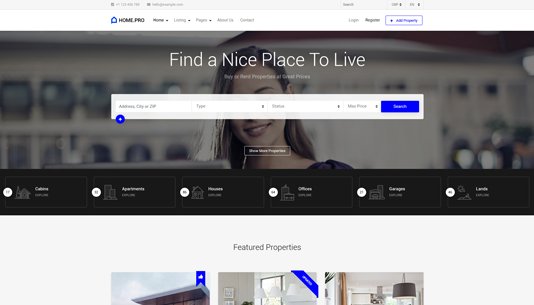 +1 123 456 789 hello@example.com Search GBP EN
HOME.PRO Home Listing Pages About Us Contact Login Register + Add Property
Find a Nice Place To Live
Buy or Rent Properties at Great Prices
Address, City or ZIP Type Status Max Price Search
+
Show More Properties
Cabins Apartments Houses Offices Garages Lands
EXPLORE EXPLORE EXPLORE EXPLORE EXPLORE EXPLORE
Featured Properties